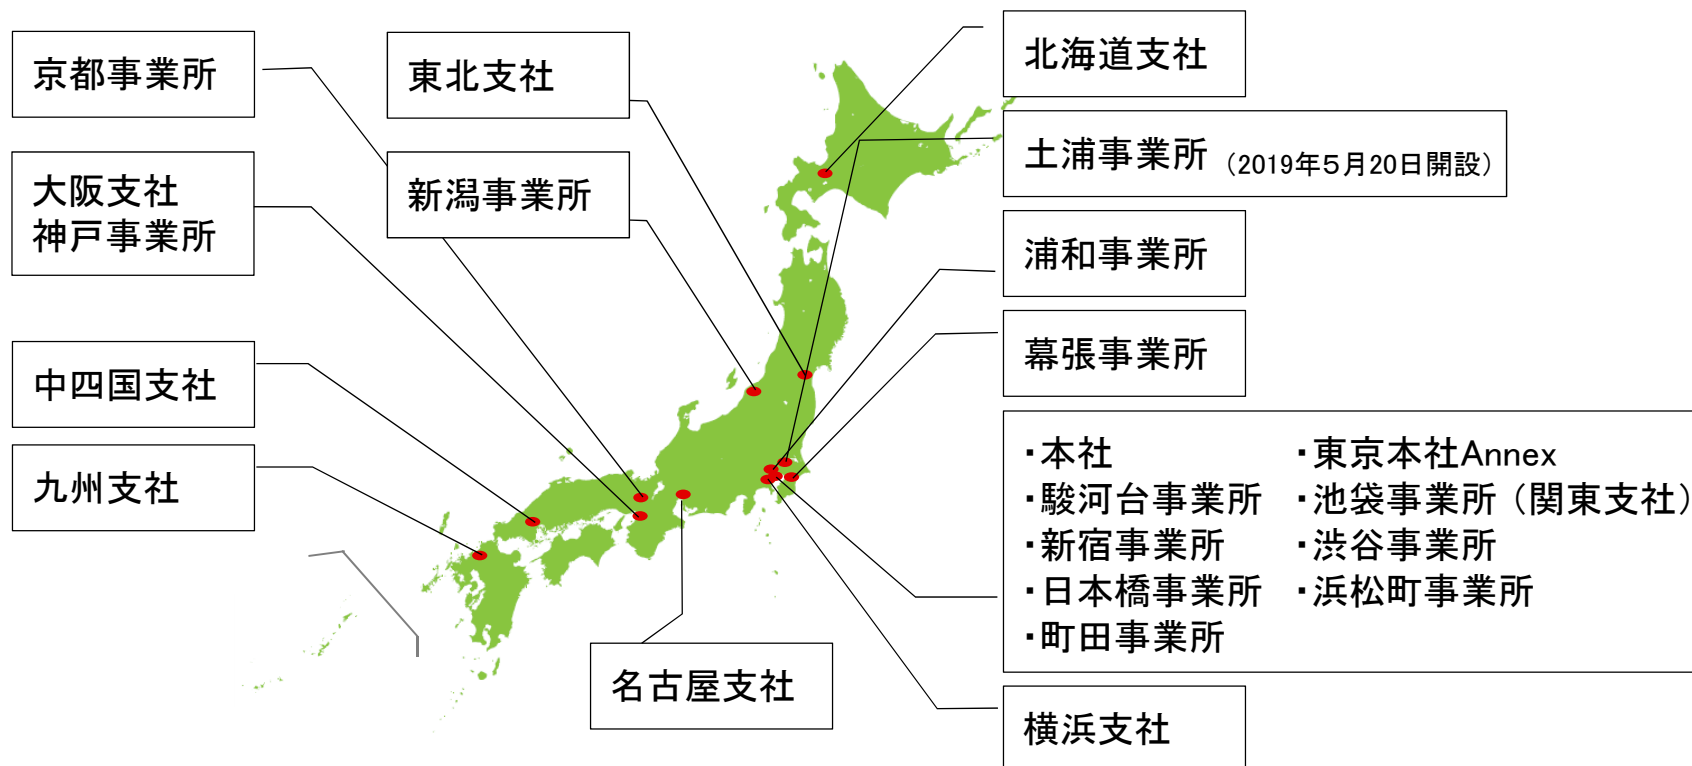 京都事業所
東北支社
北海道支社
大阪支社
神戸事業所
新潟事業所
土浦事業所 (2019年5月20日開設)
浦和事業所
中四国支社
幕張事業所
九州支社
・本社 ・東京本社Annex
・駿河台事業所 ・池袋事業所(関東支社)
・新宿事業所 ・渋谷事業所
・日本橋事業所 ・浜松町事業所
・町田事業所
名古屋支社
横浜支社